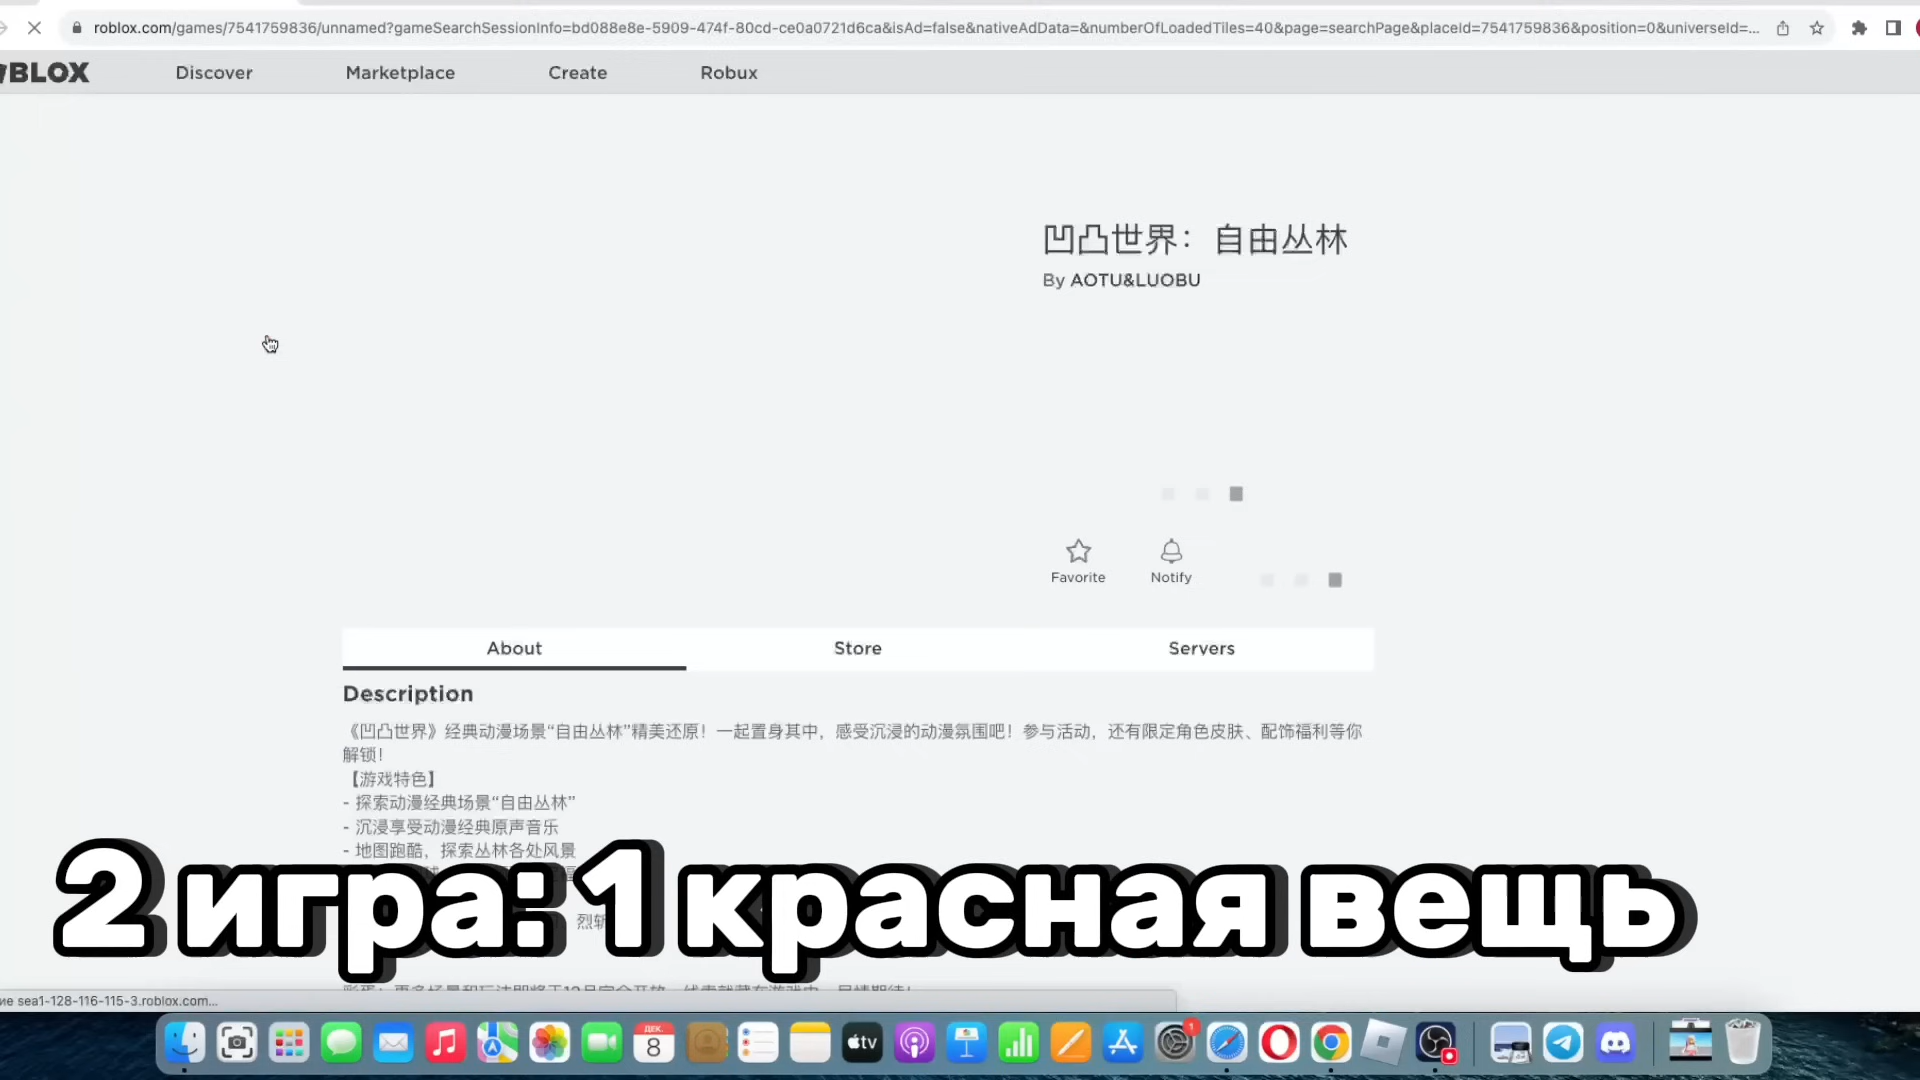 roblox.com/games/7541759836/unnamed?gameSearchSessionInfo=bd088e8e-5909-474f-80cd-ce0a0721d6ca&isAd=false&nativeAdData=&numberOfLoadedTiles=40&page=searchPage&placeId=7541759836&position=0&universeId=...
BLOX Discover Marketplace Create Robux
凹凸世界：自由丛林
By AOTU&LUOBU
Favorite Notify
About Store Servers
Description
《凹凸世界》经典动漫场景“自由丛林”精美还原！一起置身其中，感受沉浸的动漫氛围吧！参与活动，还有限定角色皮肤、配饰福利等你
解锁！
【游戏特色】
- 探索动漫经典场景“自由丛林”
- 沉浸享受动漫经典原声音乐
- 地图跑酷，探索丛林各处风景
2 игра: 1 красная вещь
ие sea1-128-116-115-3.roblox.com...
ДЕК.
8
1
tv